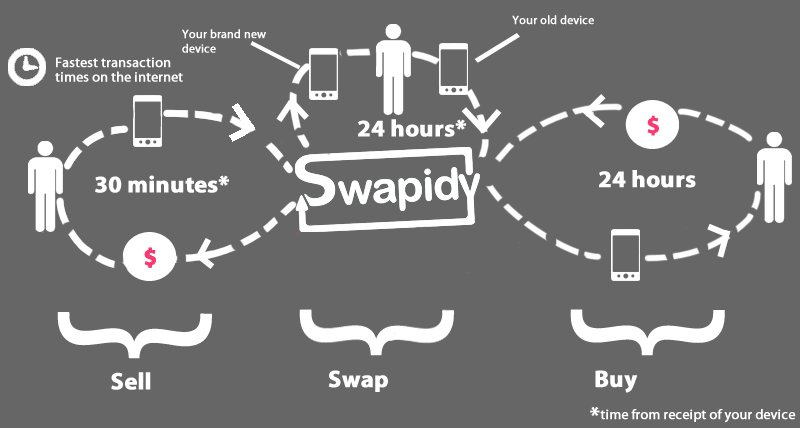 Your brand new
device
Your old device
Fastest transaction
times on the internet
24 hours*
$
30 minutes*
Swapidy
24 hours
$
Sell
Swap
Buy
*time from receipt of your device